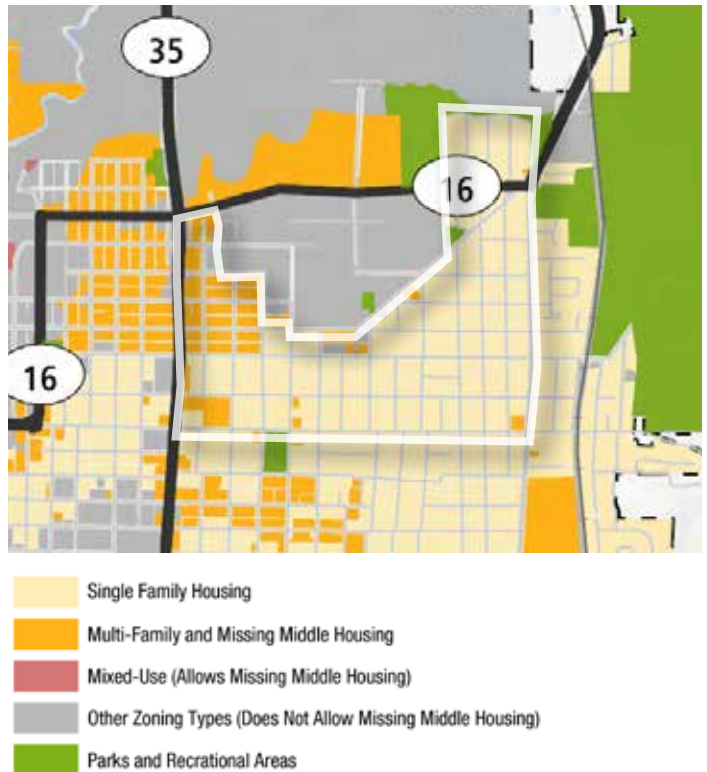 35
16
16
Single Family Housing
Multi-Family and Missing Middle Housing
Mixed-Use (Allows Missing Middle Housing)
Other Zoning Types (Does Not Allow Missing Middle Housing)
Parks and Recrational Areas